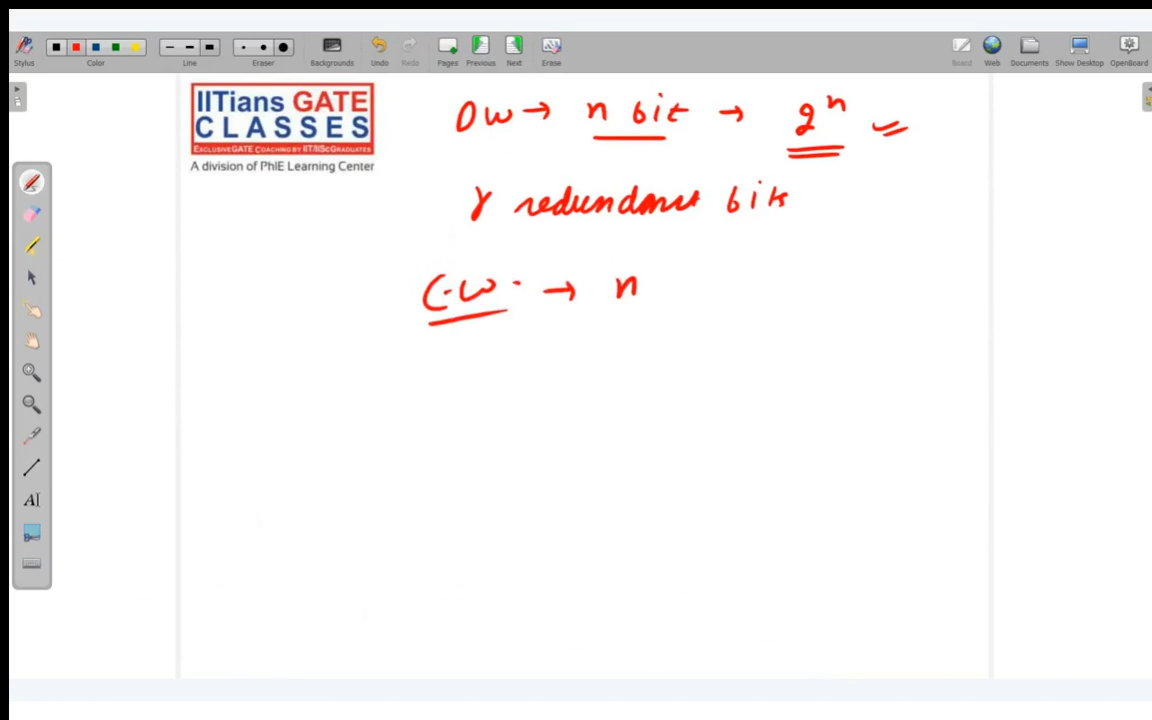 Stylus Color Line Eraser Backgrounds Undo Redo Pages Previous Next Erase Board Web Documents Show Desktop OpenBoard
IITians GATE
CLASSES
EXCLUSIVE GATE COACHING BY IIT/IISc GRADUATES
A division of PhIE Learning Center
DW → n bit → 2^n
r redundant bits
C.W. → n